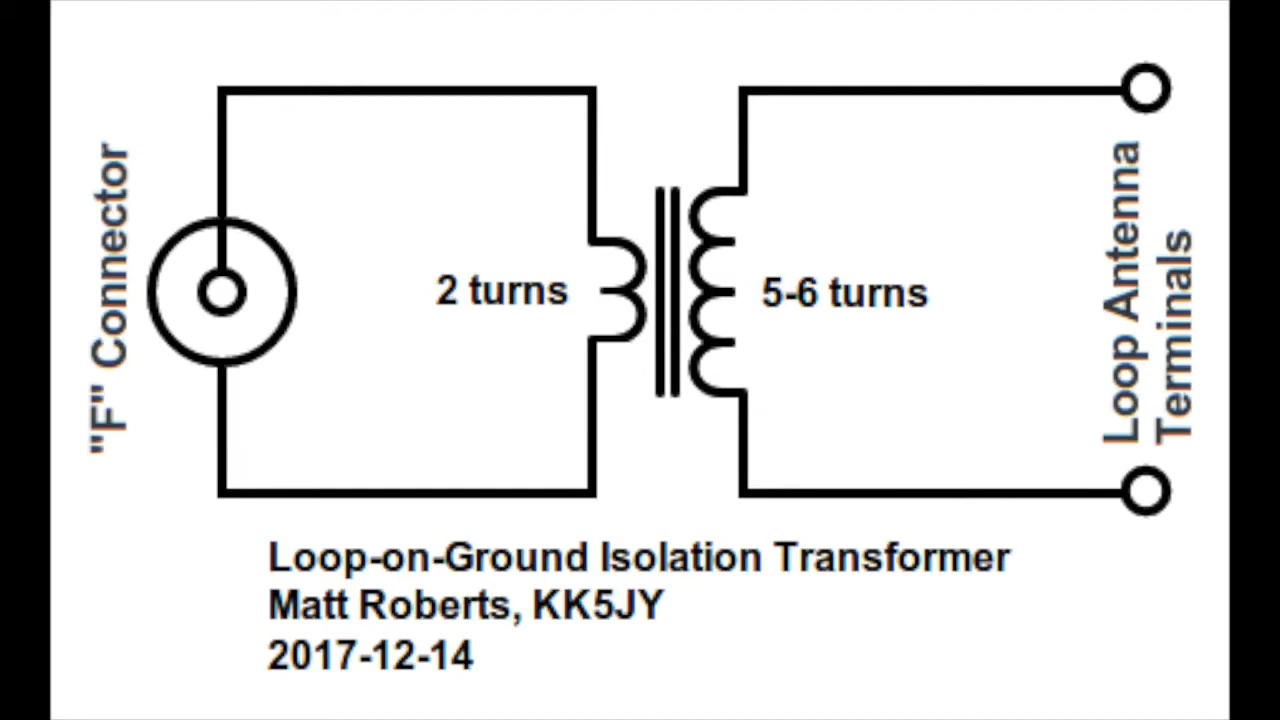 "F" Connector
2 turns
5-6 turns
Loop Antenna
Terminals
Loop-on-Ground Isolation Transformer
Matt Roberts, KK5JY
2017-12-14